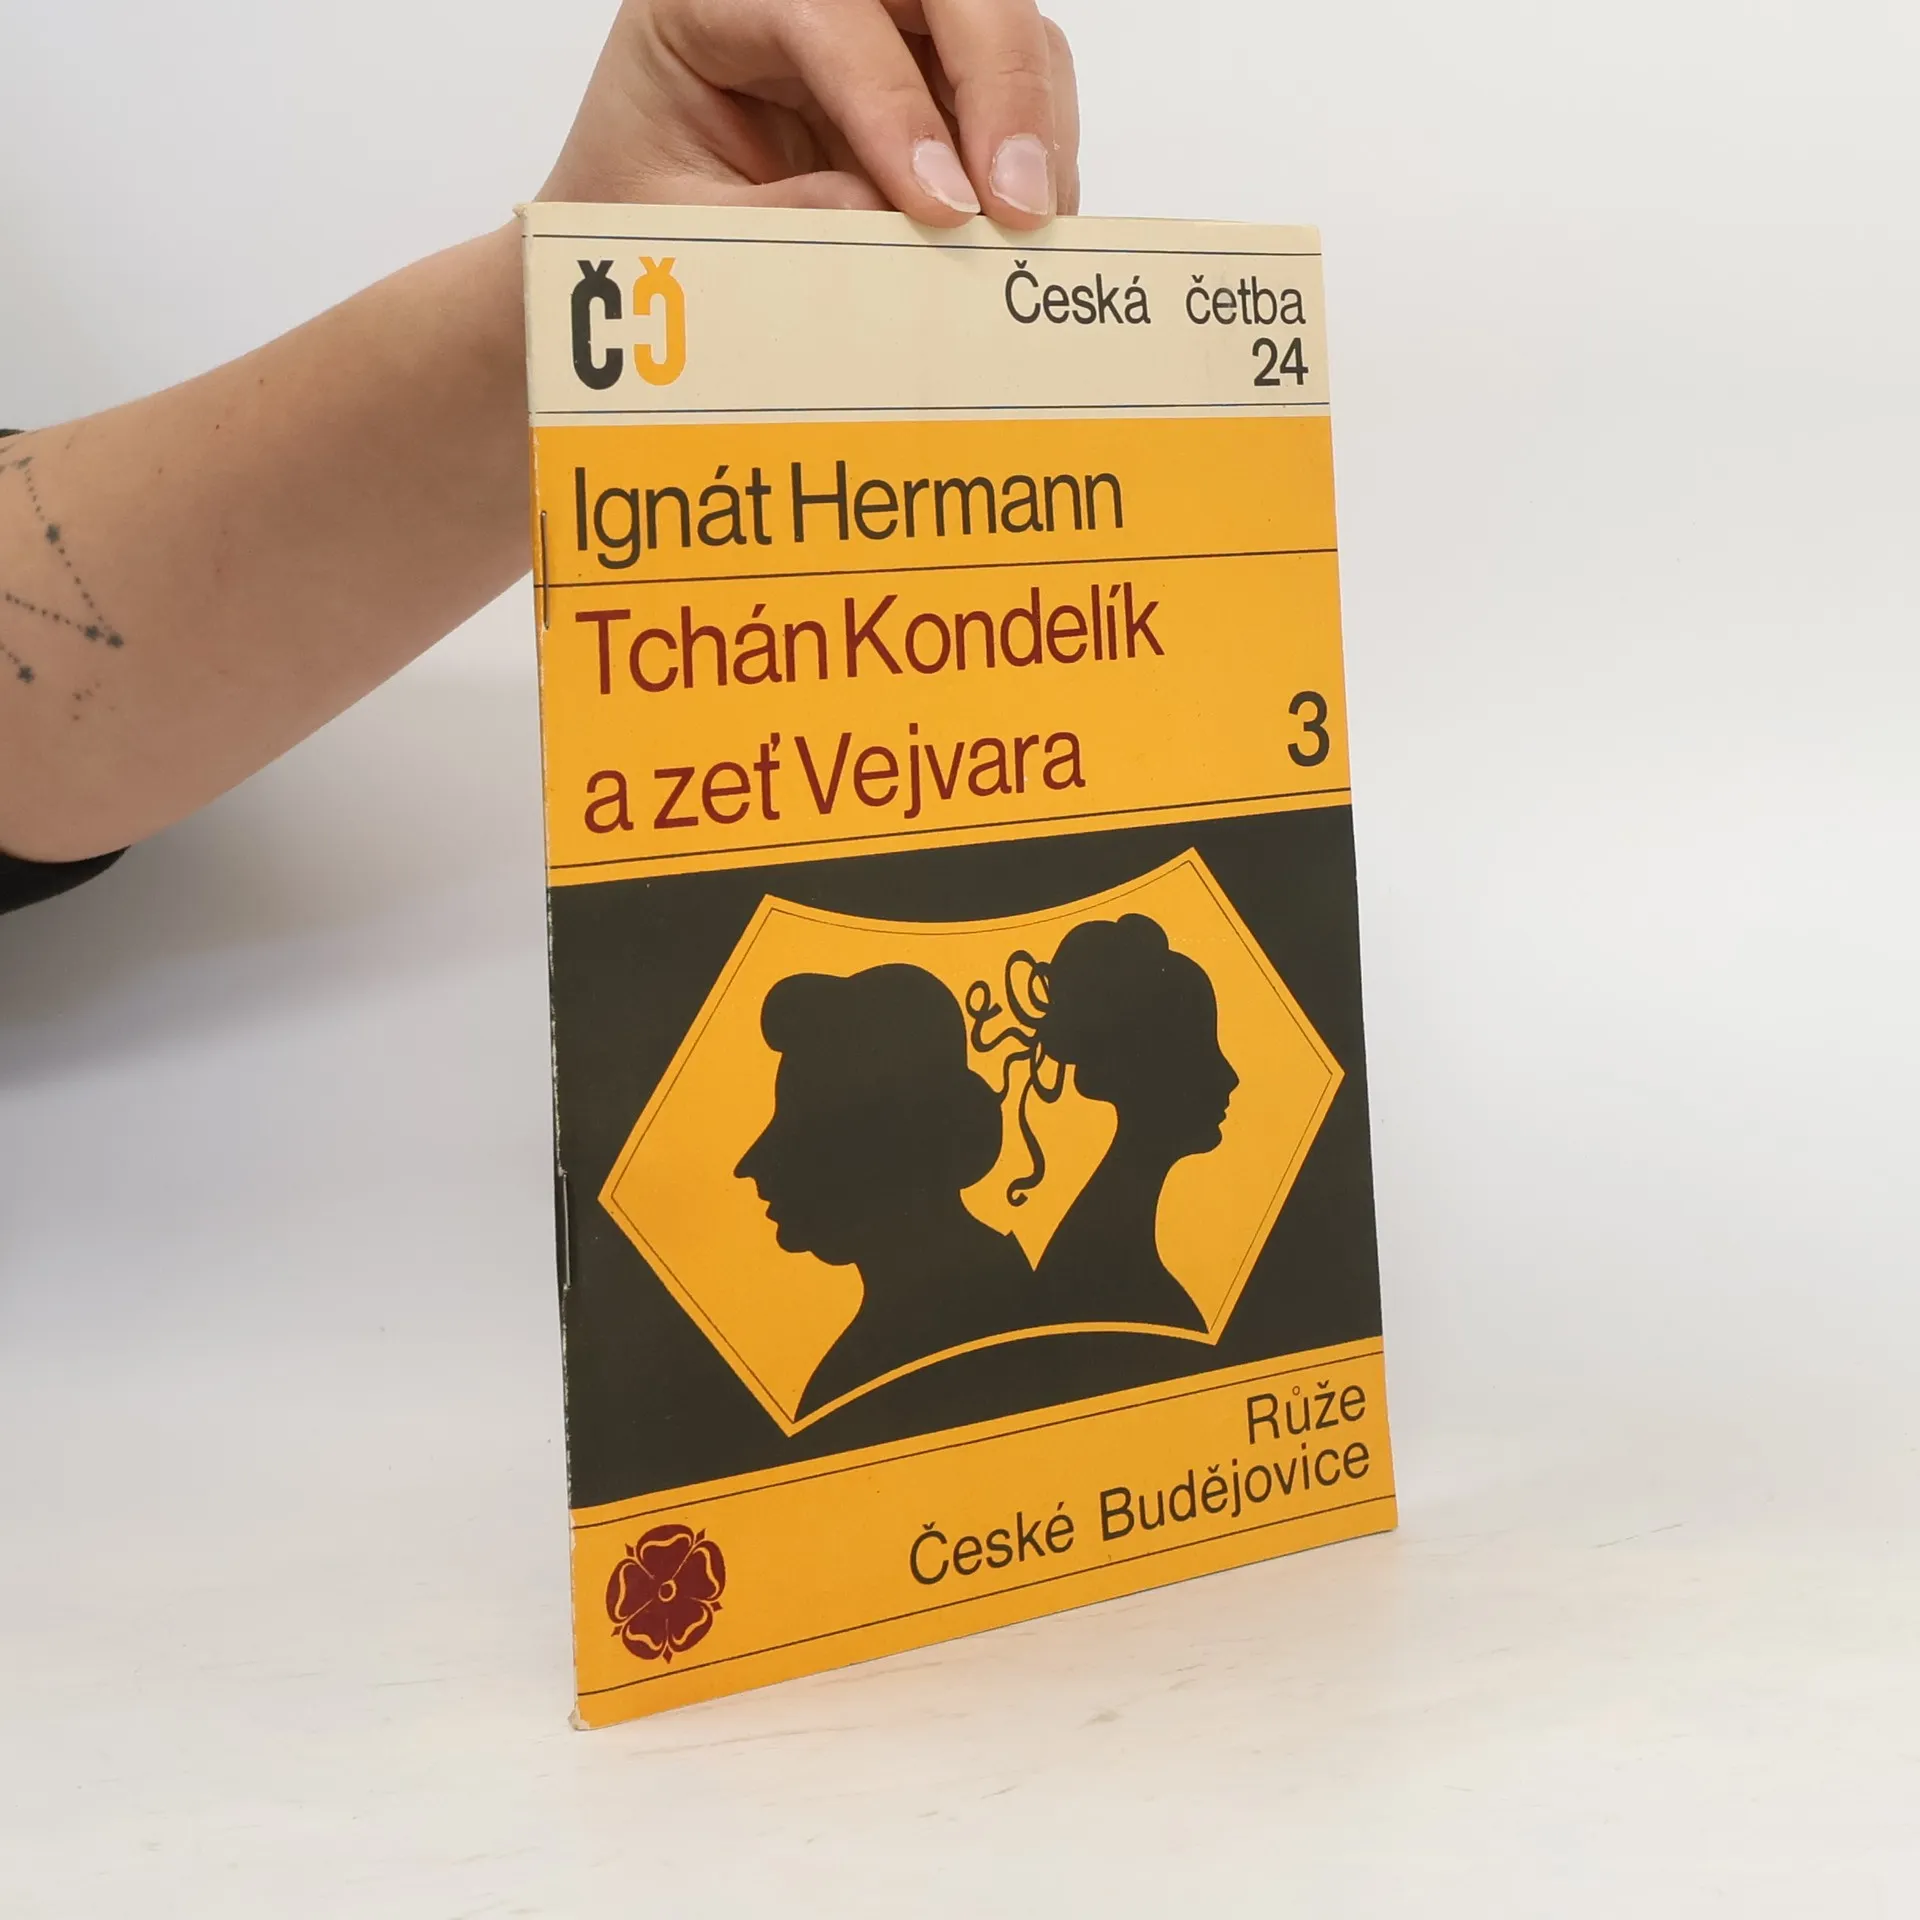 ČČ
Česká četba
24
Ignát Hermann
Tchán Kondelík
a zeť Vejvara
3
Růže
České Budějovice